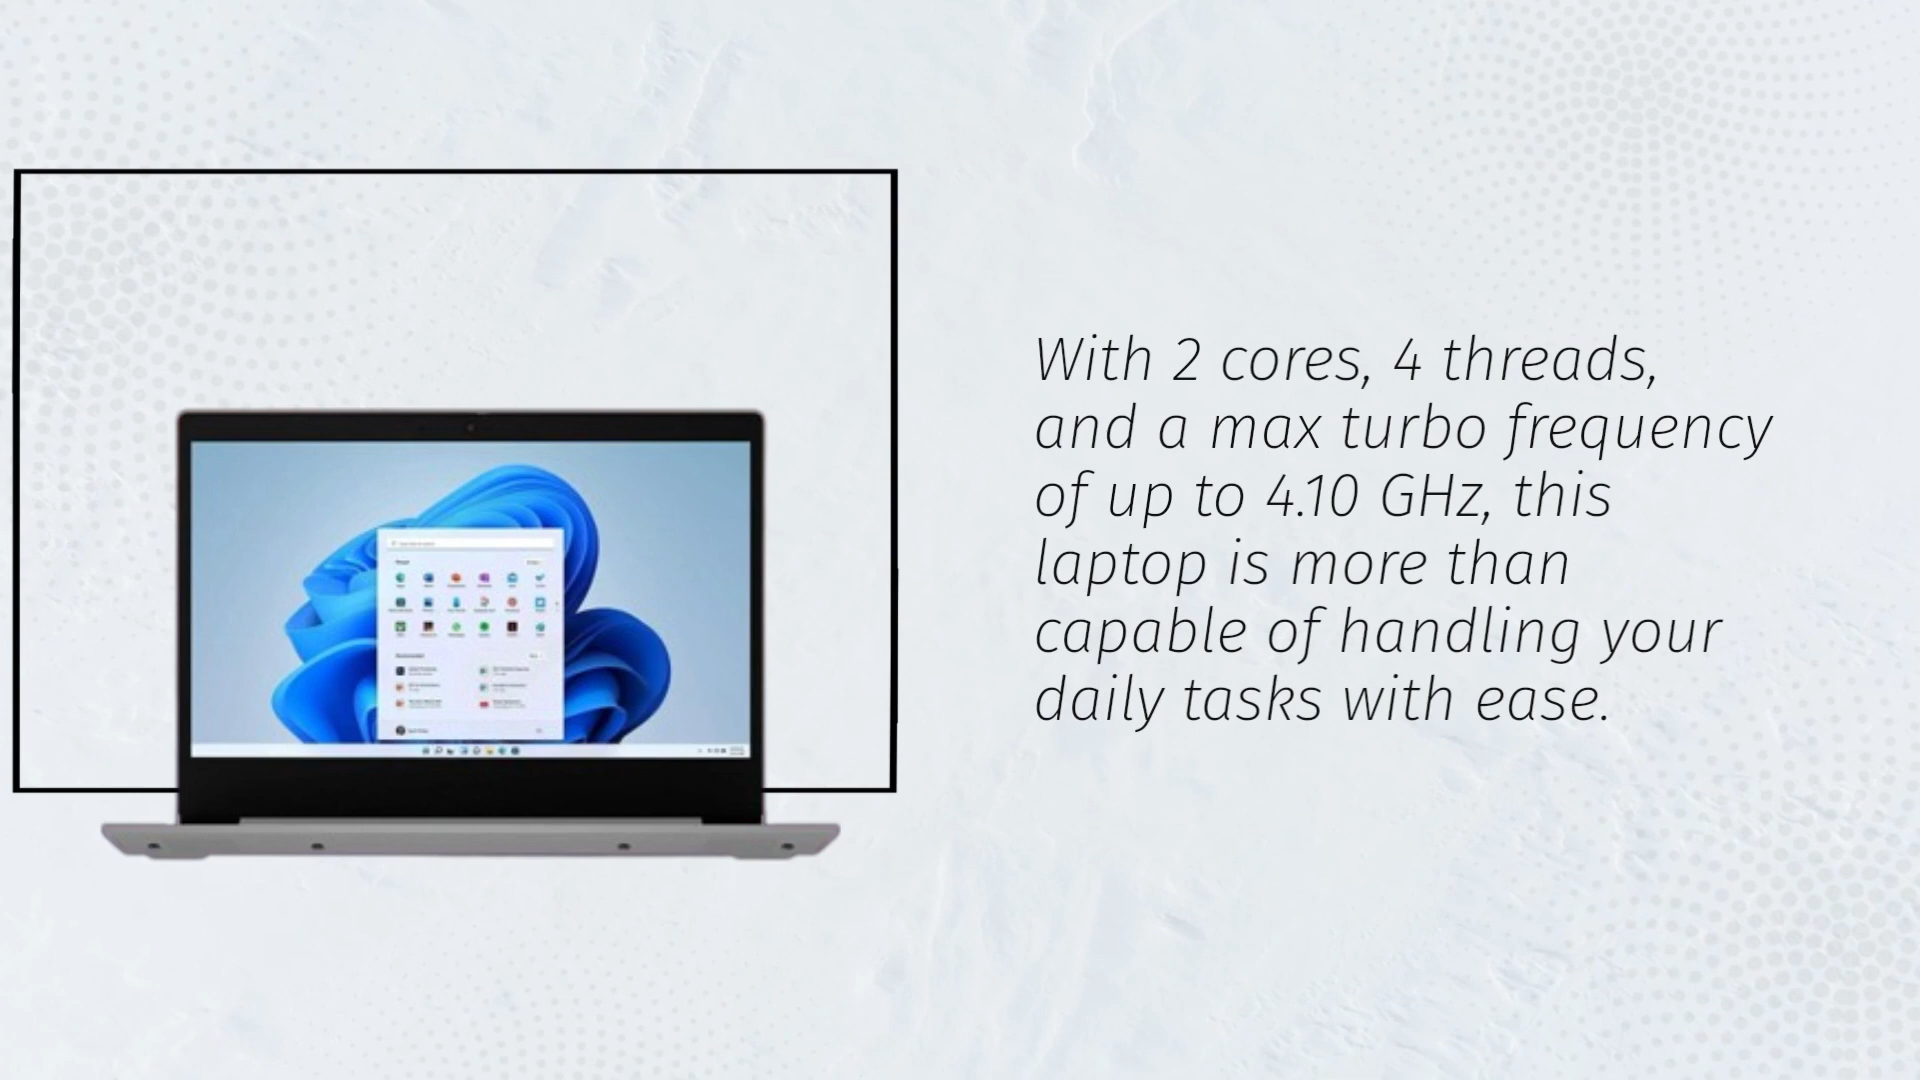 With 2 cores, 4 threads,
and a max turbo frequency
of up to 4.10 GHz, this
laptop is more than
capable of handling your
daily tasks with ease.